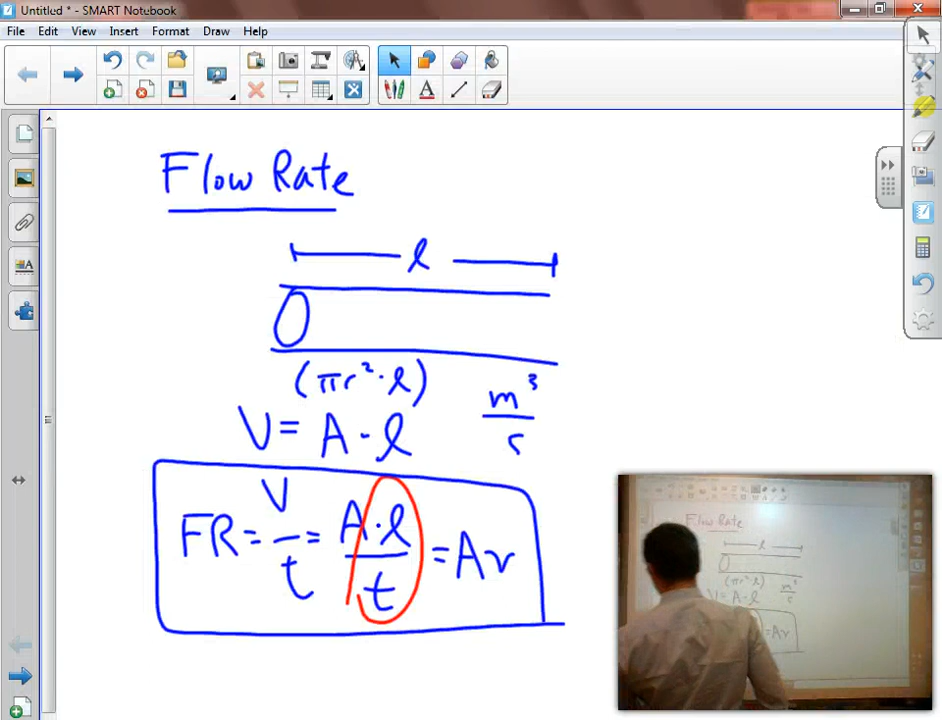 Untitled * - SMART Notebook
File Edit View Insert Format Draw Help
Flow Rate
l
(πr²·l)
m³/s
V = A·l
FR = V/t = A·l/t = Av